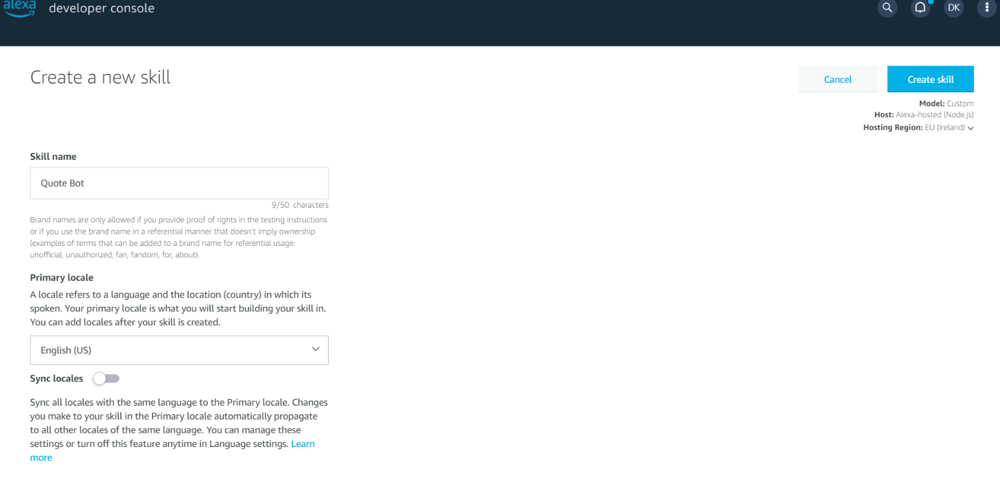 alexa
developer console
DK
Create a new skill
Cancel
Create skill
Model: Custom
Host: Alexa-hosted (Node.js)
Hosting Region: EU (Ireland)
Skill name
Quote Bot
9/50 characters
Brand names are only allowed if you provide proof of rights in the testing instructions
or if you use the brand name in a referential manner that doesn't imply ownership
(examples of terms that can be added to a brand name for referential usage:
unofficial, unauthorized, fan, fandom, for, about).
Primary locale
A locale refers to a language and the location (country) in which its
spoken. Your primary locale is what you will start building your skill in.
You can add locales after your skill is created.
English (US)
Sync locales
Sync all locales with the same language to the Primary locale. Changes
you make to your skill in the Primary locale automatically propagate
to all other locales of the same language. You can manage these
settings or turn off this feature anytime in Language settings. Learn
more